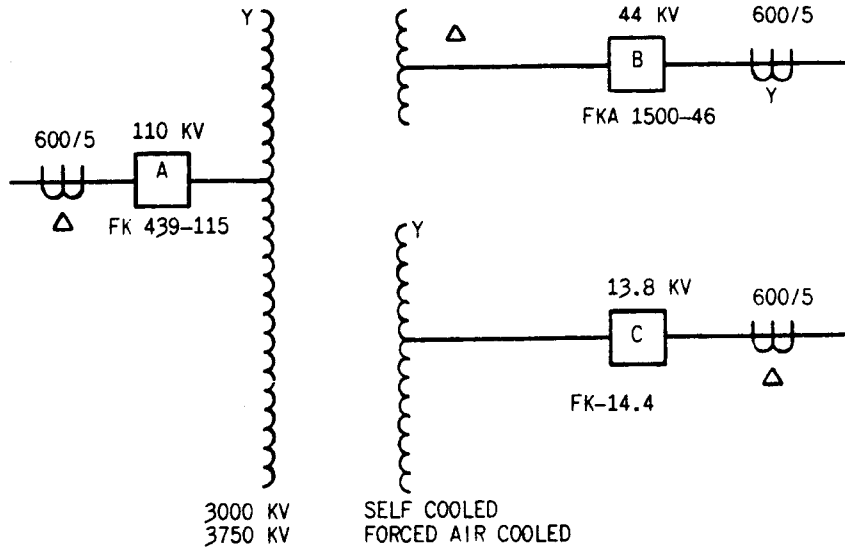 Y
110 KV
600/5
A
FK 439-115
△
△
44 KV
600/5
B
Y
FKA 1500-46
Y
13.8 KV
600/5
C
△
FK-14.4
3000 KV SELF COOLED
3750 KV FORCED AIR COOLED